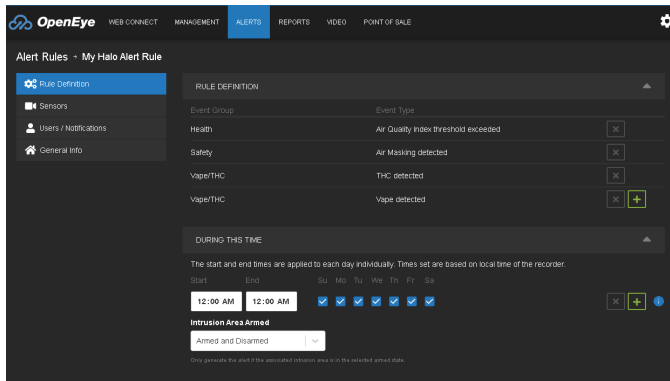 OpenEye WEB CONNECT MANAGEMENT ALERTS REPORTS VIDEO POINT OF SALE
Alert Rules My Halo Alert Rule
Rule Definition
Sensors
Users / Notifications
General Info
RULE DEFINITION
Event Group Event Type
Health Air Quality Index threshold exceeded
Safety Air Masking detected
Vape/THC THC detected
Vape/THC Vape detected
DURING THIS TIME
The start and end times are applied to each day individually. Times set are based on local time of the recorder.
Start End Su Mo Tu We Th Fr Sa
12:00 AM 12:00 AM
Intrusion Area Armed
Armed and Disarmed
Only generate the alert if the associated intrusion area is in the selected armed state.